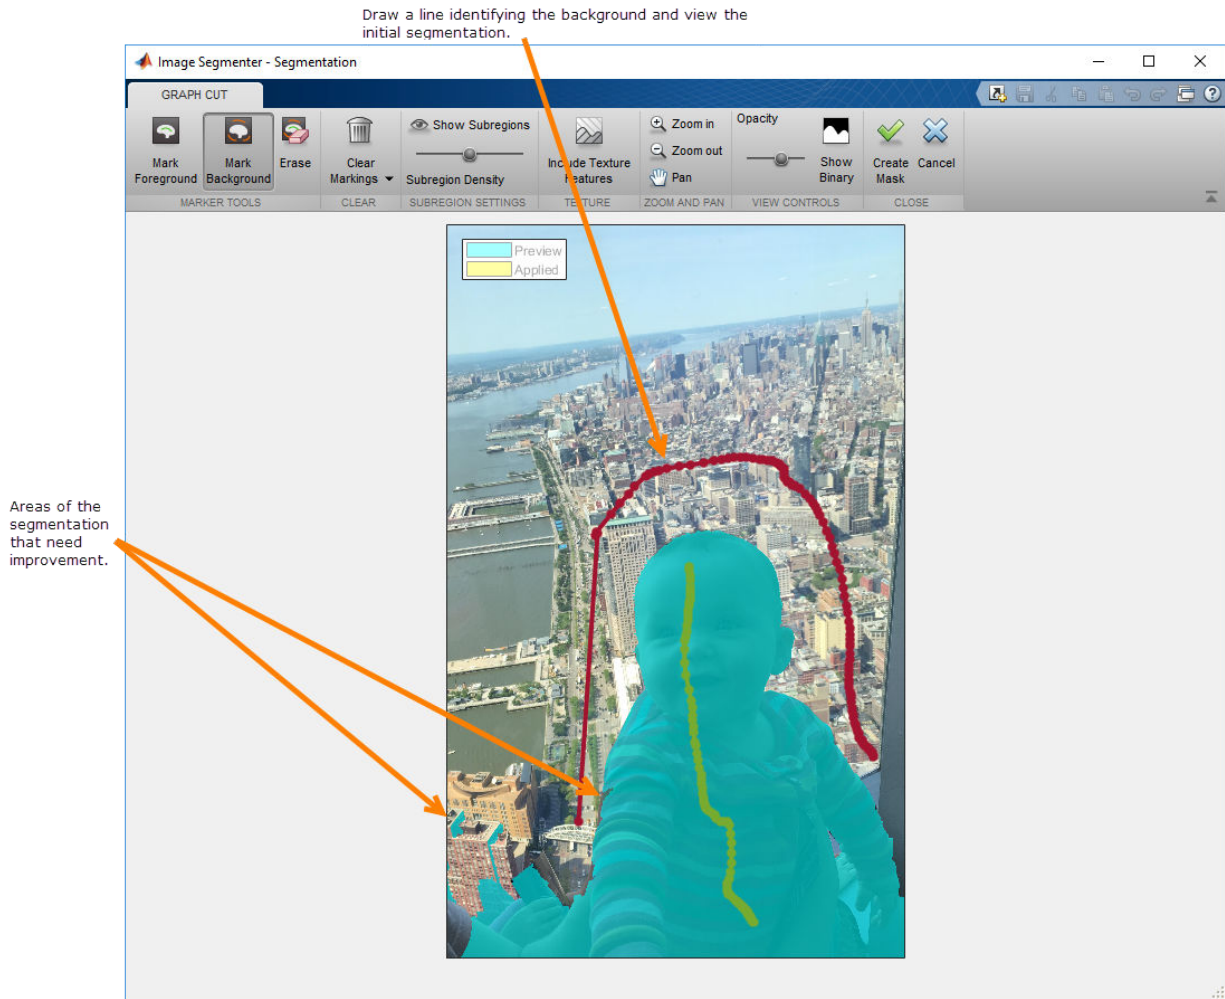 Draw a line identifying the background and view the
initial segmentation.
Image Segmenter - Segmentation
GRAPH CUT
Mark
Foreground
Mark
Background
Erase
Clear
Markings
Show Subregions
Subregion Density
Include Texture
Features
Zoom in
Zoom out
Pan
Opacity
Show
Binary
Create
Mask
Cancel
MARKER TOOLS
CLEAR
SUBREGION SETTINGS
TEXTURE
ZOOM AND PAN
VIEW CONTROLS
CLOSE
Preview
Applied
Areas of the
segmentation
that need
improvement.